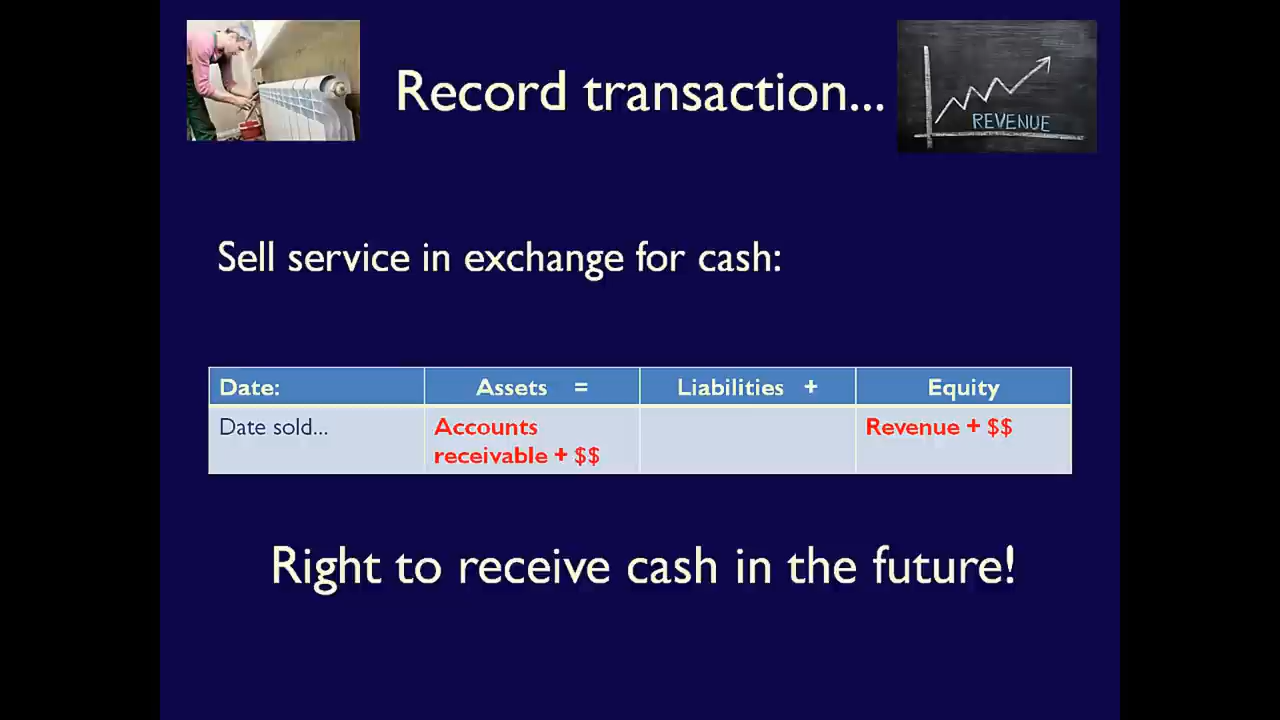 Record transaction...
REVENUE
Sell service in exchange for cash:
Date: Assets = Liabilities + Equity
Date sold... Accounts receivable + $$ Revenue + $$
Right to receive cash in the future!